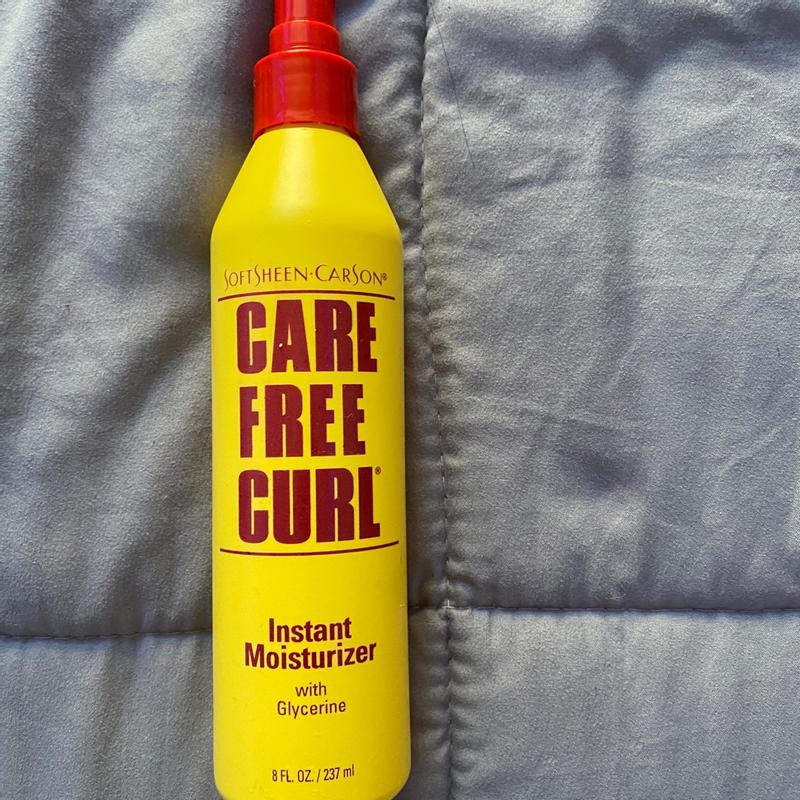 SOFTSHEEN·CARSON®
CARE
FREE
CURL®
Instant
Moisturizer
with
Glycerine
8 FL. OZ. / 237 ml